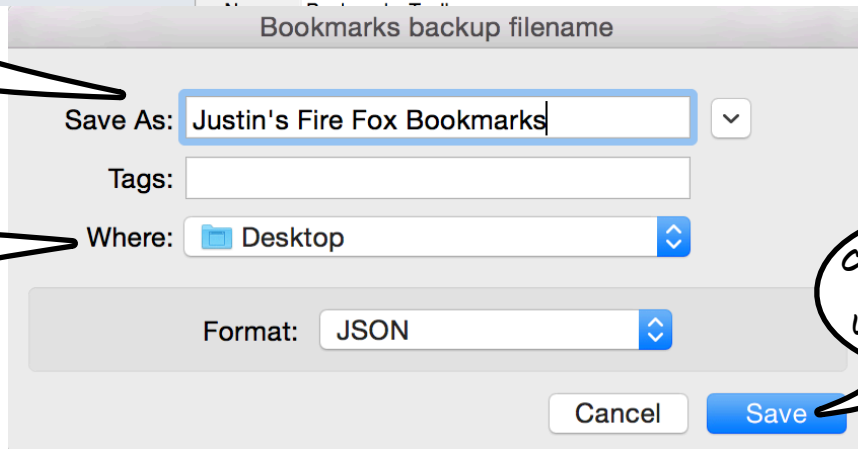 Bookmarks backup filename
Save As: Justin's Fire Fox Bookmarks
Tags:
Where: Desktop
Format: JSON
Cancel Save